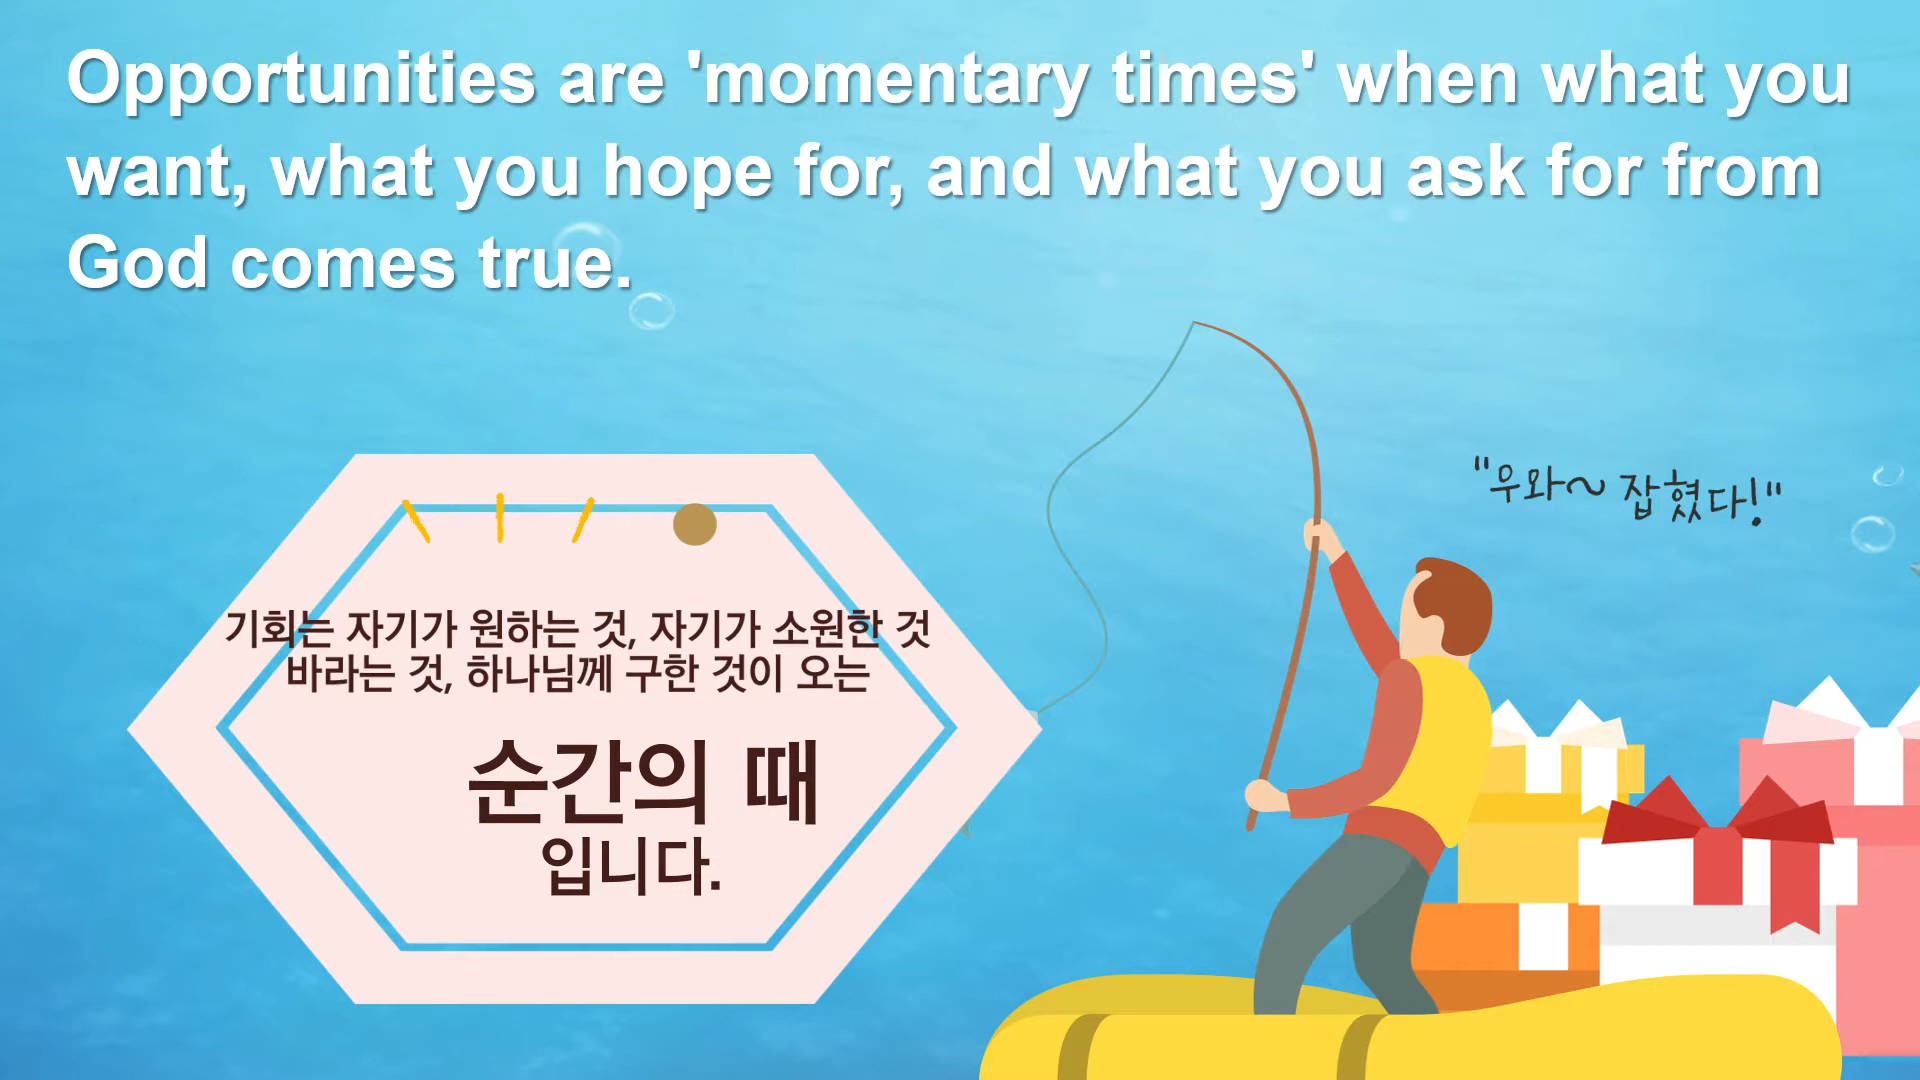 Opportunities are 'momentary times' when what you
want, what you hope for, and what you ask for from
God comes true.
"우와~ 잡혔다!"
기회는 자기가 원하는 것, 자기가 소원한 것
바라는 것, 하나님께 구한 것이 오는
순간의 때
입니다.